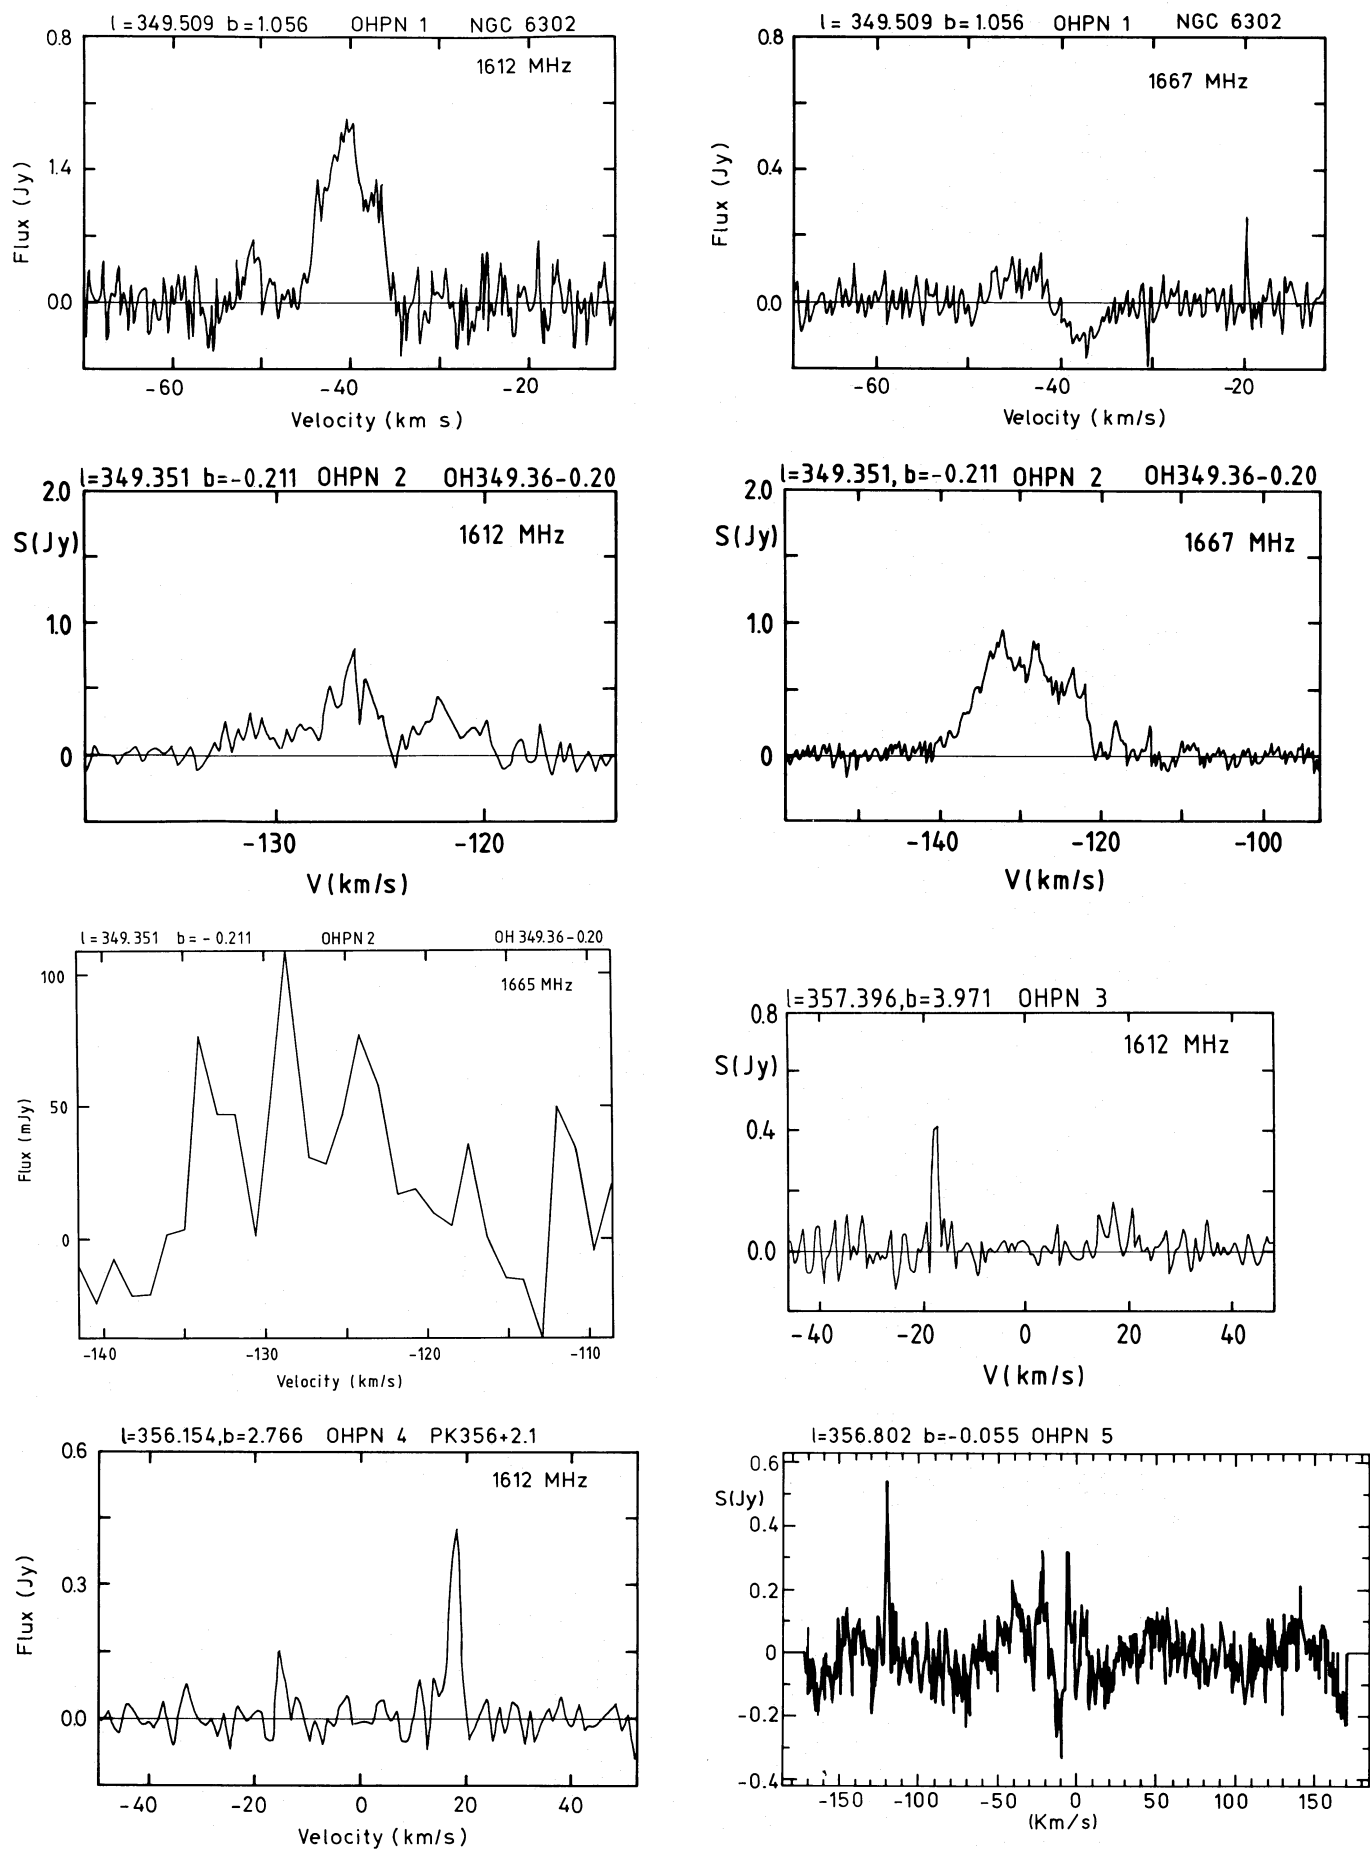 l = 349.509 b=1.056 OHPN 1 NGC 6302
0.8
1612 MHz
Flux (Jy)
1.4
0.0
-60 -40 -20
Velocity (km s)
l = 349.509 b=1.056 OHPN 1 NGC 6302
0.8
1667 MHz
Flux (Jy)
0.4
0.0
-60 -40 -20
Velocity (km/s)
l=349.351 b=-0.211 OHPN 2 OH349.36-0.20
2.0
S(Jy)
1612 MHz
1.0
0
-130 -120
V(km/s)
l=349.351, b=-0.211 OHPN 2 OH349.36-0.20
2.0
S(Jy)
1667 MHz
1.0
0
-140 -120 -100
V(km/s)
l = 349.351 b = - 0.211 OHPN 2 OH 349.36-0.20
100
1665 MHz
50
Flux (mJy)
0
-140 -130 -120 -110
Velocity (km/s)
l=357.396,b=3.971 OHPN 3
0.8
S(Jy)
1612 MHz
0.4
0.0
-40 -20 0 20 40
V(km/s)
l=356.154,b=2.766 OHPN 4 PK356+2.1
0.6
1612 MHz
Flux (Jy)
0.3
0.0
-40 -20 0 20 40
Velocity (km/s)
l=356.802 b=-0.055 OHPN 5
0.6
S(Jy)
0.4
0.2
0
-0.2
-0.4
-150 -100 -50 0 50 100 150
(Km/s)